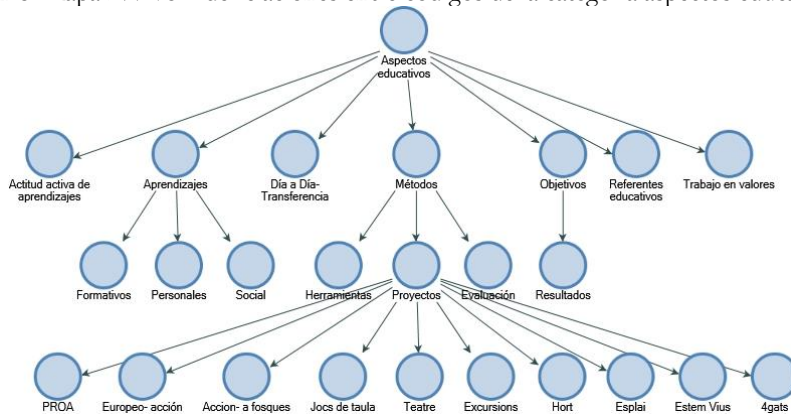 Aspectos
educativos
Actitud activa de
aprendizajes
Aprendizajes
Día a Día-
Transferencia
Métodos
Objetivos
Referentes
educativos
Trabajo en valores
Formativos
Personales
Social
Herramientas
Proyectos
Evaluación
Resultados
PROA
Europeo- acción
Accion- a fosques
Jocs de taula
Teatre
Excursions
Hort
Esplai
Estem Vius
4gats